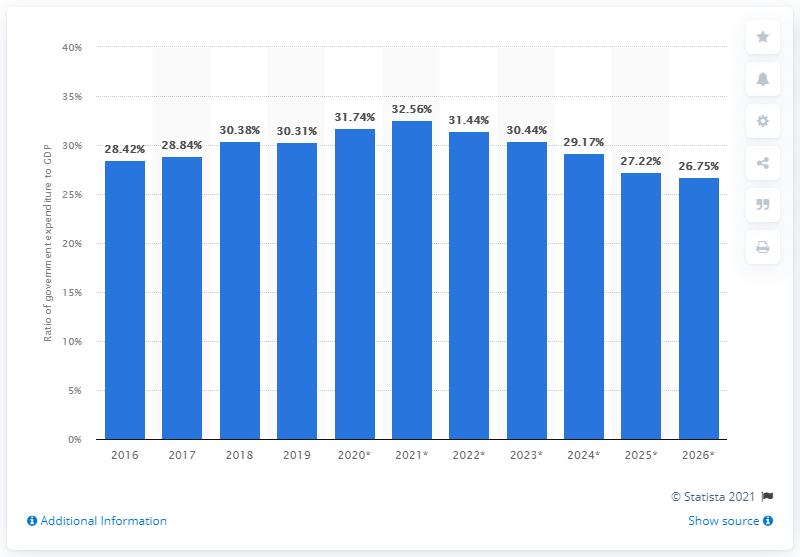 40%
35%
30%
25%
20%
15%
10%
5%
0%
Ratio of government expenditure to GDP
28.42% 28.84% 30.38% 30.31% 31.74% 32.56% 31.44% 30.44% 29.17% 27.22% 26.75%
2016 2017 2018 2019 2020* 2021* 2022* 2023* 2024* 2025* 2026*
© Statista 2021
Additional Information Show source